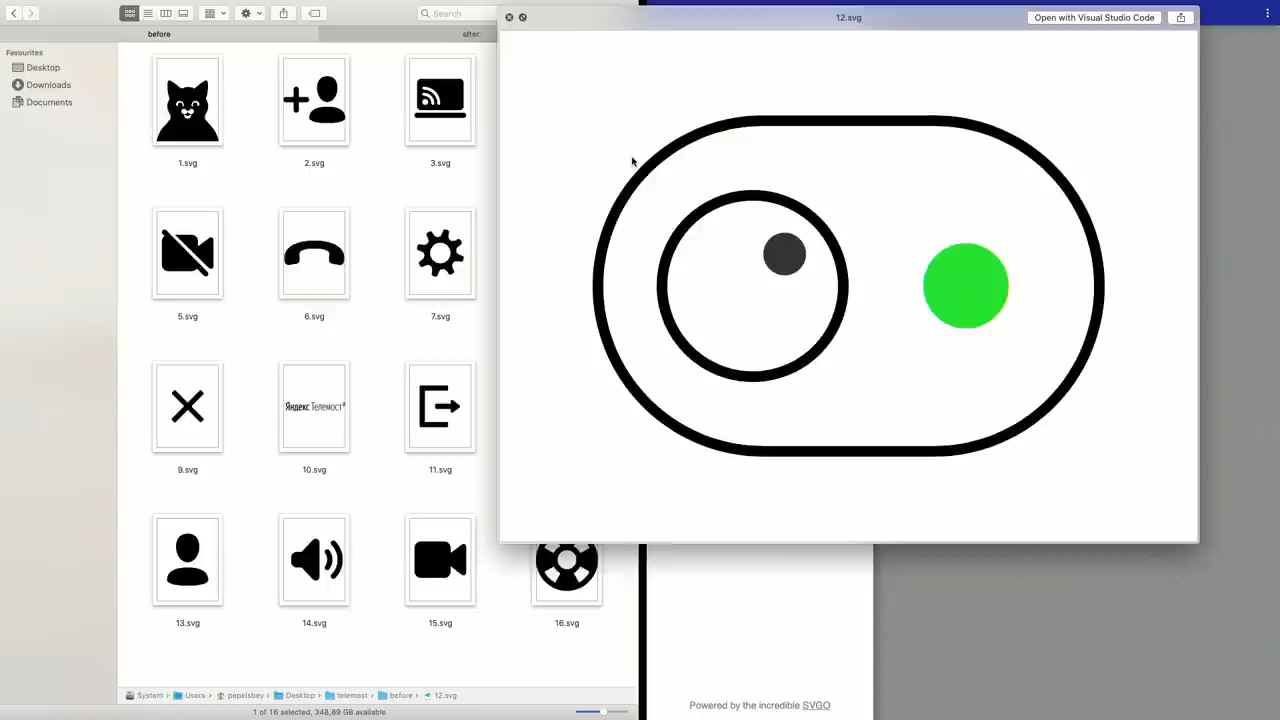 Search
12.svg
Open with Visual Studio Code
before
after
Favourites
Desktop
Downloads
Documents
1.svg
2.svg
3.svg
5.svg
6.svg
7.svg
Яндекс Телемост
9.svg
10.svg
11.svg
13.svg
14.svg
15.svg
16.svg
System
Users
pepelsbey
Desktop
telemost
before
12.svg
1 of 16 selected, 348,89 GB available
Powered by the incredible SVGO